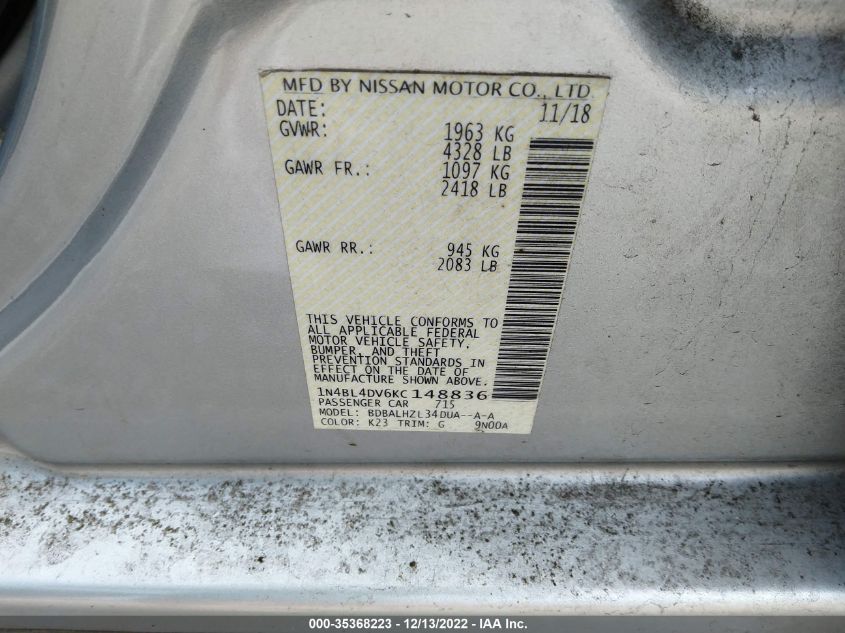 MFD BY NISSAN MOTOR CO., LTD.
DATE: 11/18
GVWR: 1963 KG
4328 LB
GAWR FR.: 1097 KG
2418 LB
GAWR RR.: 945 KG
2083 LB
THIS VEHICLE CONFORMS TO
ALL APPLICABLE FEDERAL
MOTOR VEHICLE SAFETY,
BUMPER, AND THEFT
PREVENTION STANDARDS IN
EFFECT ON THE DATE OF
MANUFACTURE SHOWN ABOVE.
1N4BL4DV6KC148836
PASSENGER CAR 715
MODEL: BDBALHZL34DUA--A-A
COLOR: K23 TRIM: G 9N00A
000-35368223 - 12/13/2022 - IAA Inc.